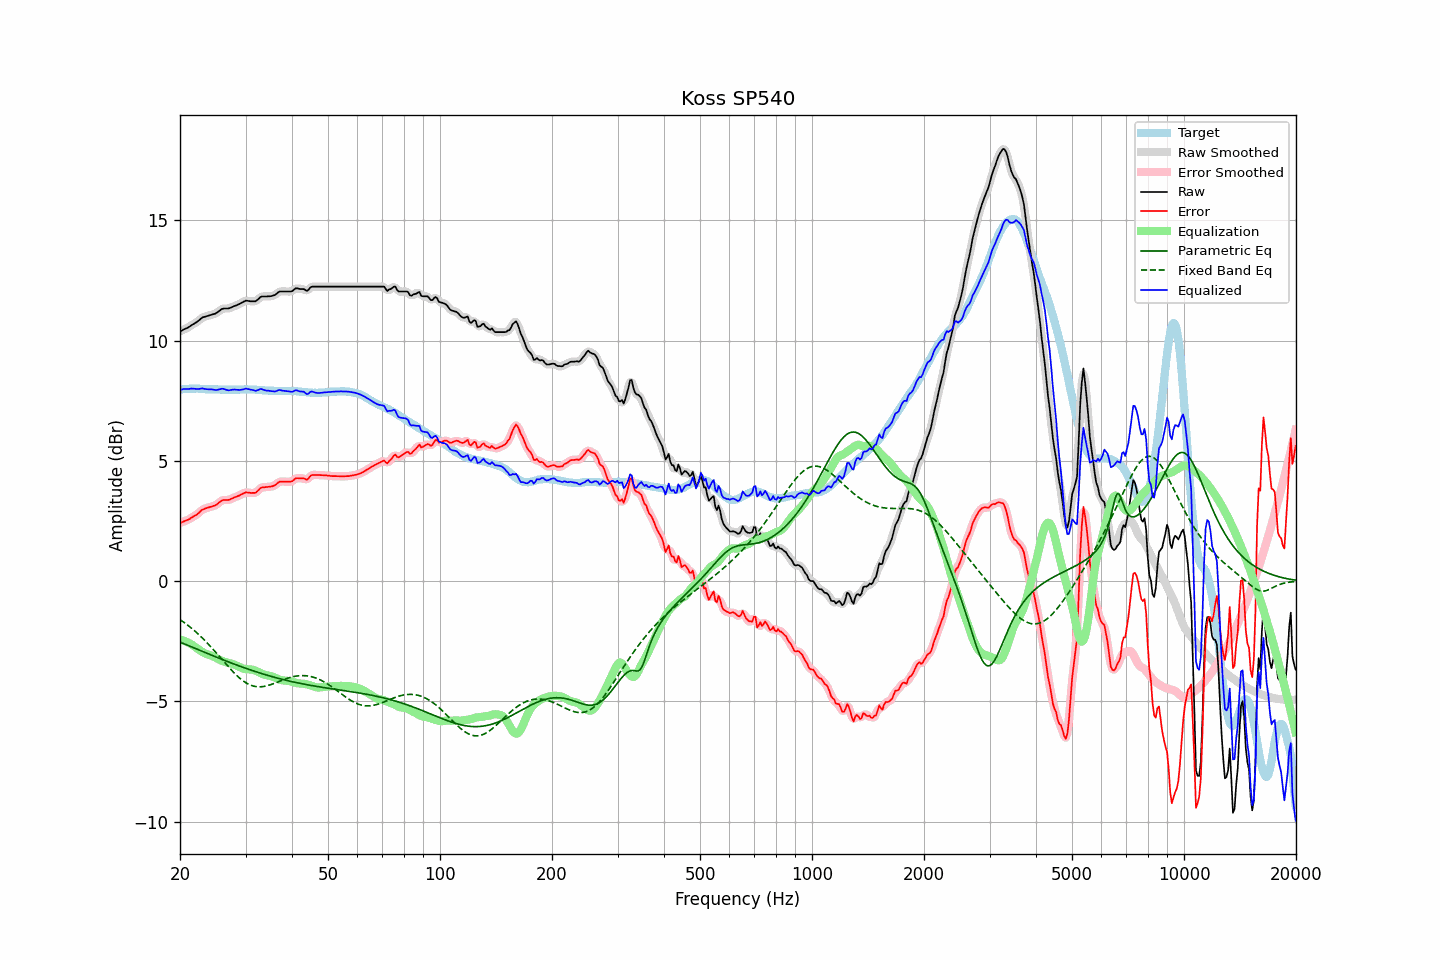 Koss SP540
Target
Raw Smoothed
Error Smoothed
Raw
Error
Equalization
Parametric Eq
Fixed Band Eq
Equalized
Amplitude (dBr)
15
10
5
0
−5
−10
20
50
100
200
500
1000
2000
5000
10000
20000
Frequency (Hz)